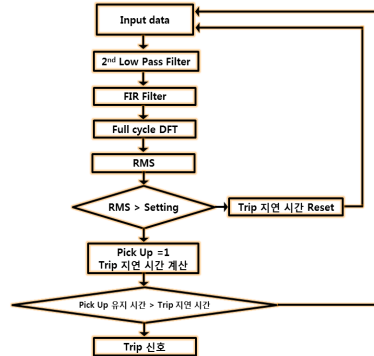 Input data
2nd Low Pass Filter
FIR Filter
Full cycle DFT
RMS
RMS > Setting
Trip 지연 시간 Reset
Pick Up =1
Trip 지연 시간 계산
Pick Up 유지 시간 > Trip 지연 시간
Trip 신호